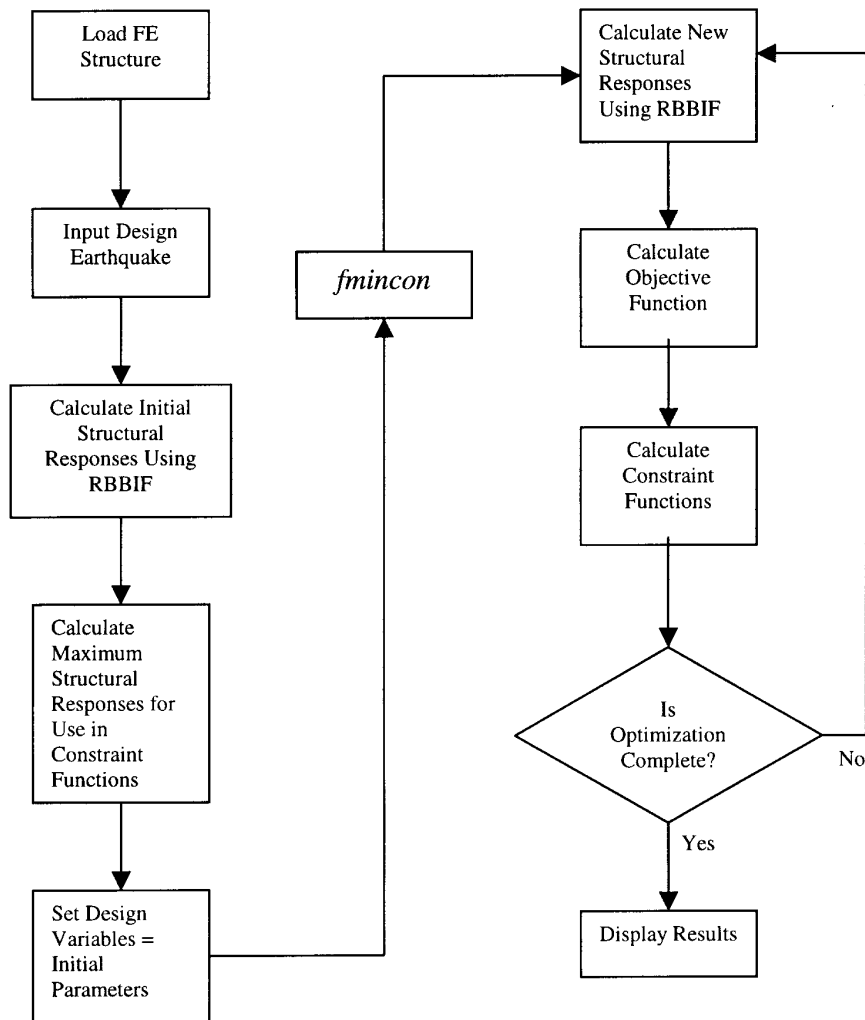 Load FE
Structure
Input Design
Earthquake
Calculate Initial
Structural
Responses Using
RBBIF
Calculate
Maximum
Structural
Responses for
Use in
Constraint
Functions
Set Design
Variables =
Initial
Parameters
fmincon
Calculate New
Structural
Responses
Using RBBIF
Calculate
Objective
Function
Calculate
Constraint
Functions
Is
Optimization
Complete?
No
Yes
Display Results